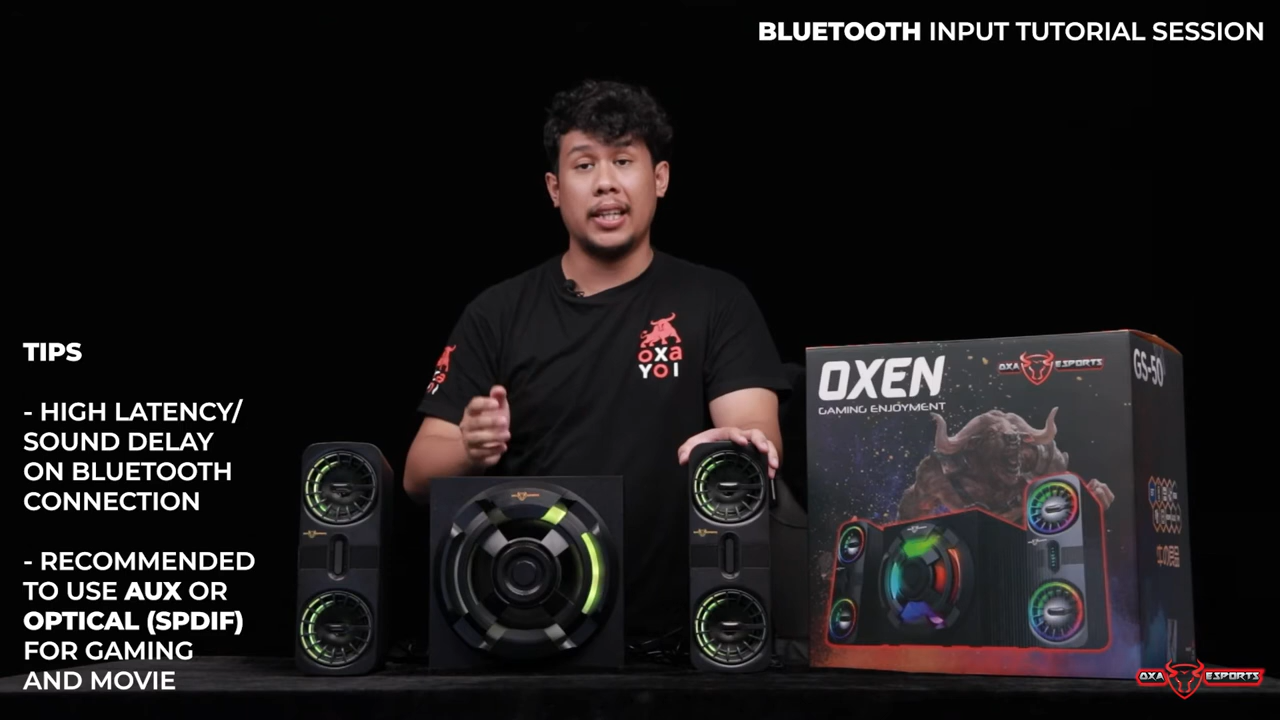 BLUETOOTH INPUT TUTORIAL SESSION
TIPS
- HIGH LATENCY/
SOUND DELAY
ON BLUETOOTH
CONNECTION
- RECOMMENDED
TO USE AUX OR
OPTICAL (SPDIF)
FOR GAMING
AND MOVIE
oxa
YOI
OXEN
GAMING ENJOYMENT
OXA ESPORTS
GS-50
OXA ESPORTS